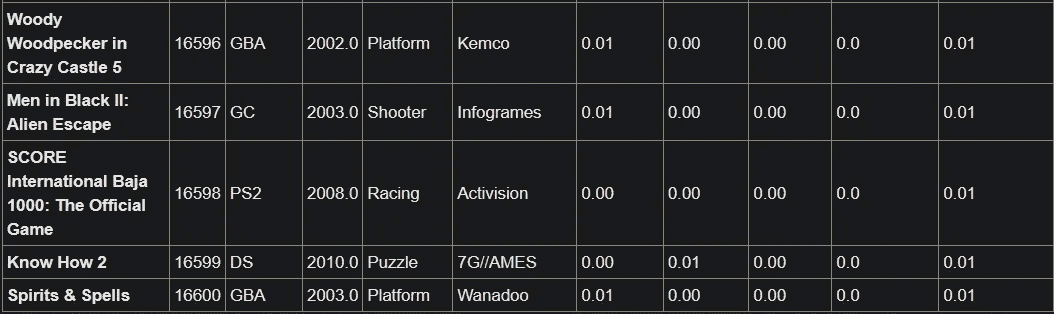 Woody
Woodpecker in
Crazy Castle 5
16596 GBA 2002.0 Platform Kemco 0.01 0.00 0.00 0.0 0.01
Men in Black II:
Alien Escape
16597 GC 2003.0 Shooter Infogrames 0.01 0.00 0.00 0.0 0.01
SCORE
International Baja
1000: The Official
Game
16598 PS2 2008.0 Racing Activision 0.00 0.00 0.00 0.0 0.01
Know How 2 16599 DS 2010.0 Puzzle 7G//AMES 0.00 0.01 0.00 0.0 0.01
Spirits & Spells 16600 GBA 2003.0 Platform Wanadoo 0.01 0.00 0.00 0.0 0.01